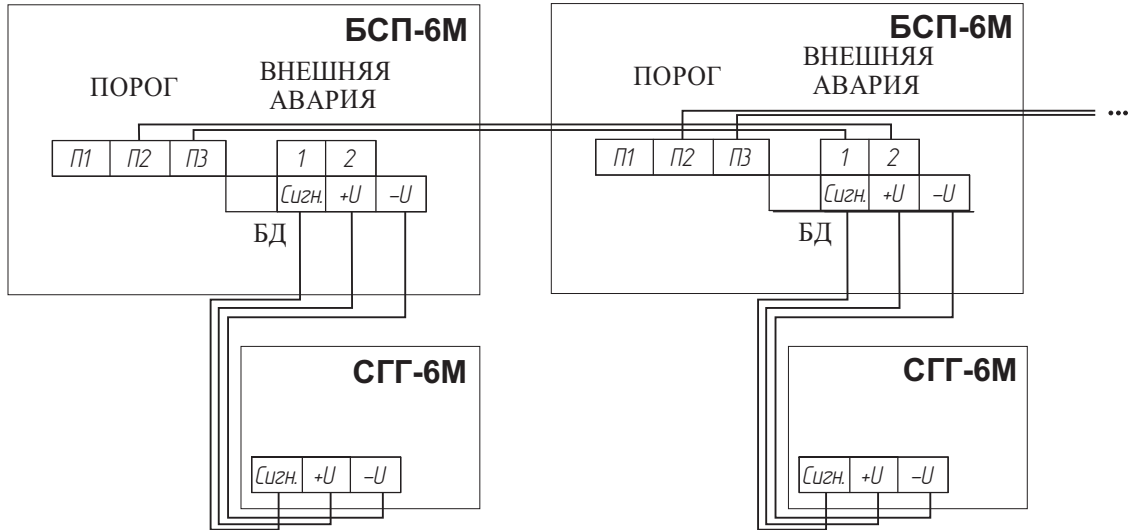 БСП-6М
ПОРОГ
ВНЕШНЯЯ
АВАРИЯ
П1 П2 П3
1 2
Сигн. +U –U
БД
СГГ-6М
Сигн. +U –U
БСП-6М
ПОРОГ
ВНЕШНЯЯ
АВАРИЯ
...
П1 П2 П3
1 2
Сигн. +U –U
БД
СГГ-6М
Сигн. +U –U